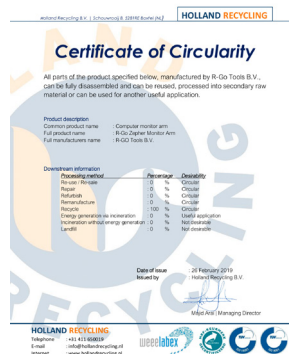 Holland Recycling B.V. | Schouwrooij 8, 5281RE Boxtel (NL)
HOLLAND RECYCLING
Certificate of Circularity
All parts of the product specified below, manufactured by R-Go Tools B.V.,
can be fully disassembled and can be reused, processed into secondary raw
material or can be used for another useful application.
Product description
Common product name : Computer monitor arm
Full product name : R-Go Zepher Monitor Arm
Full manufacturers name : R-GO Tools B.V.
Downstream information
Processing method Percentage Desirability
Re-use / Re-sale : 0 % Circular
Repair : 0 % Circular
Refurbish : 0 % Circular
Remanufacture : 0 % Circular
Recycle : 100 % Circular
Energy generation via incineration : 0 % Useful application
Incineration without energy generation : 0 % Not desirable
Landfill : 0 % Not desirable
Date of issue : 26 February 2019
Issued by :
Majd Arai | Managing Director
HOLLAND RECYCLING
Telephone : +31 411 650019
Email : info@hollandrecycling.nl
Internet : www.hollandrecycling.nl
weeelabex
HOLLAND
RECYCLING